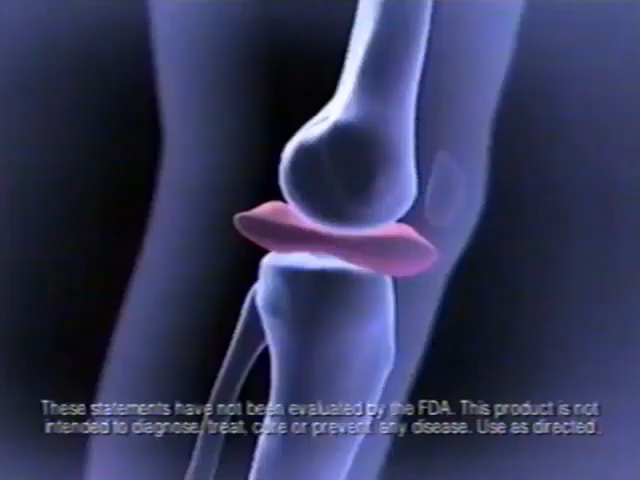 These statements have not been evaluated by the FDA. This product is not
intended to diagnose, treat, cure or prevent any disease. Use as directed.